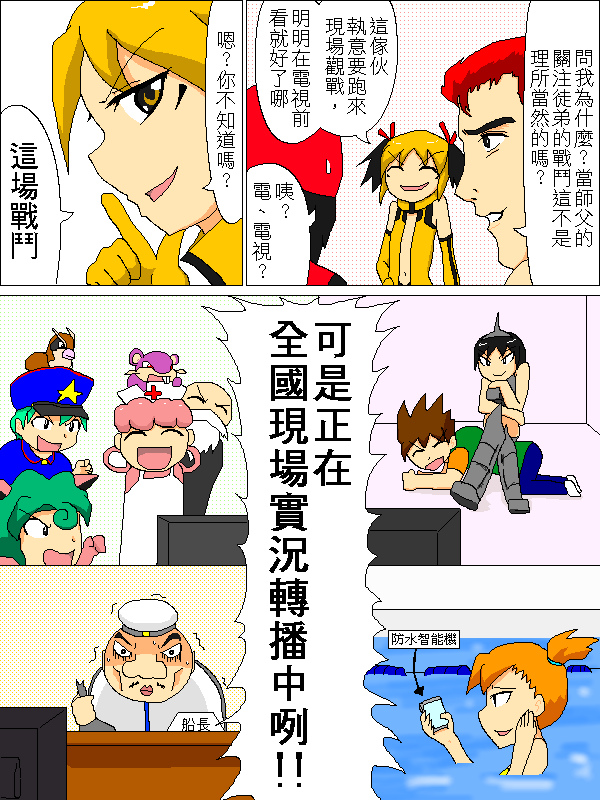 問我為什麼？當師父的
關注徒弟的戰鬥這不是
理所當然的嗎？
這傢伙
執意要跑來
現場觀戰，
明明在電視前
看就好了哪
咦？
電、電視？
嗯？你不知道嗎？
這場戰鬥
可是正在
全國現場實況轉播中咧!!
防水智能機
船長